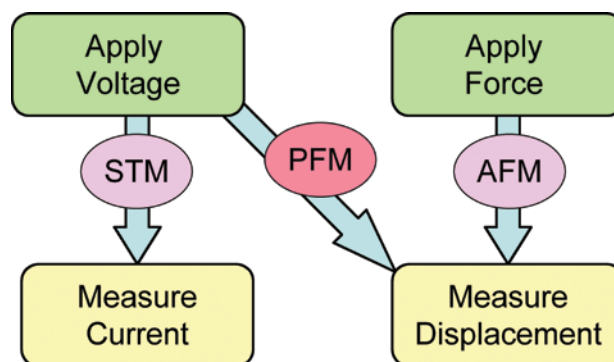 Apply
Voltage
Apply
Force
STM
PFM
AFM
Measure
Current
Measure
Displacement